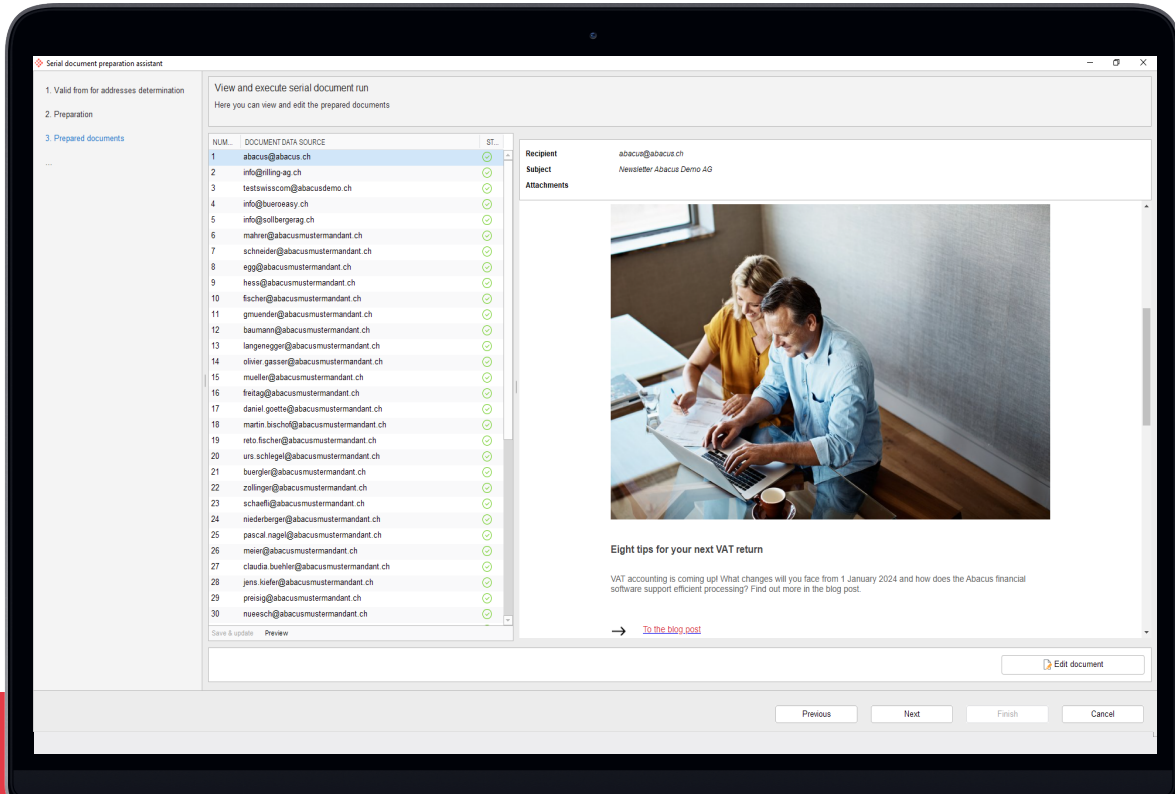 Serial document preparation assistant
1. Valid from for addresses determination
2. Preparation
3. Prepared documents
...
View and execute serial document run
Here you can view and edit the prepared documents
NUM... DOCUMENT DATA SOURCE ST...
1 abacus@abacus.ch
2 info@rilling-ag.ch
3 testswisscom@abacusdemo.ch
4 info@bueroeasy.ch
5 info@sollbergerag.ch
6 mahrer@abacusmustermandant.ch
7 schneider@abacusmustermandant.ch
8 egg@abacusmustermandant.ch
9 hess@abacusmustermandant.ch
10 fischer@abacusmustermandant.ch
11 gmuender@abacusmustermandant.ch
12 baumann@abacusmustermandant.ch
13 langenegger@abacusmustermandant.ch
14 olivier.gasser@abacusmustermandant.ch
15 mueller@abacusmustermandant.ch
16 freitag@abacusmustermandant.ch
17 daniel.goette@abacusmustermandant.ch
18 martin.bischof@abacusmustermandant.ch
19 reto.fischer@abacusmustermandant.ch
20 urs.schlegel@abacusmustermandant.ch
21 buergler@abacusmustermandant.ch
22 zollinger@abacusmustermandant.ch
23 schaefli@abacusmustermandant.ch
24 niederberger@abacusmustermandant.ch
25 pascal.nagel@abacusmustermandant.ch
26 meier@abacusmustermandant.ch
27 claudia.buehler@abacusmustermandant.ch
28 jens.kiefer@abacusmustermandant.ch
29 preisig@abacusmustermandant.ch
30 nueesch@abacusmustermandant.ch
Save & update Preview
Recipient abacus@abacus.ch
Subject Newsletter Abacus Demo AG
Attachments
Eight tips for your next VAT return
VAT accounting is coming up! What changes will you face from 1 January 2024 and how does the Abacus financial
software support efficient processing? Find out more in the blog post.
→ To the blog post
Edit document
Previous Next Finish Cancel